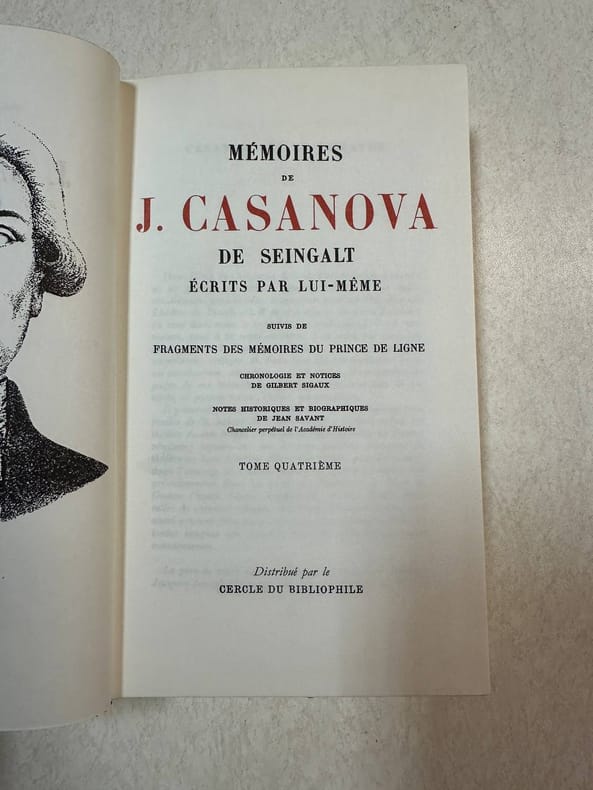 MÉMOIRES
DE
J. CASANOVA
DE SEINGALT
ÉCRITS PAR LUI-MÊME
SUIVIS DE
FRAGMENTS DES MÉMOIRES DU PRINCE DE LIGNE
CHRONOLOGIE ET NOTICES
DE GILBERT SIGAUX
NOTES HISTORIQUES ET BIOGRAPHIQUES
DE JEAN SAVANT
Chancelier perpétuel de l'Académie d'Histoire
TOME QUATRIÈME
Distribué par le
CERCLE DU BIBLIOPHILE